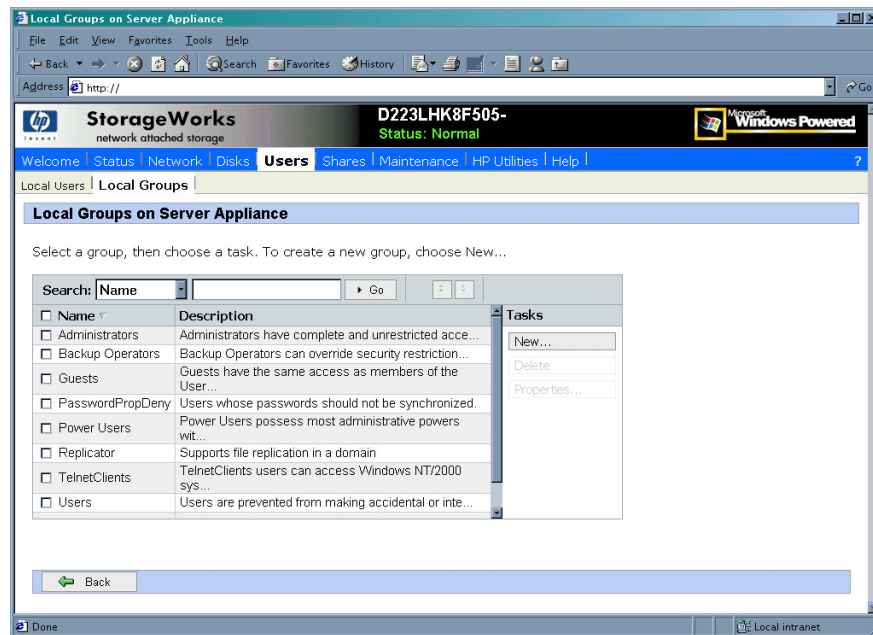 Local Groups on Server Appliance
File Edit View Favorites Tools Help
Back Search Favorites History
Address http:// Go
hp invent StorageWorks D223LHK8F505- Microsoft Windows Powered
network attached storage Status: Normal
Welcome Status Network Disks Users Shares Maintenance HP Utilities Help ?
Local Users Local Groups
Local Groups on Server Appliance
Select a group, then choose a task. To create a new group, choose New...
Search: Name Go
Name Description Tasks
Administrators Administrators have complete and unrestricted acce... New...
Backup Operators Backup Operators can override security restriction... Delete
Guests Guests have the same access as members of the User... Properties...
PasswordPropDeny Users whose passwords should not be synchronized.
Power Users Power Users possess most administrative powers wit...
Replicator Supports file replication in a domain
TelnetClients TelnetClients users can access Windows NT/2000 sys...
Users Users are prevented from making accidental or inte...
Back
Done Local intranet